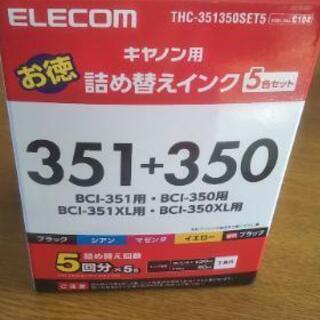 ELECOM
THC-351350SET5
C104
キヤノン用
お徳
詰め替えインク
5色セット
351+350
BCI-351用・BCI-350用
BCI-351XL用・BCI-350XL用
ブラック シアン マゼンタ イエロー ブラック
詰め替え回数
5回分×5色
ご注意